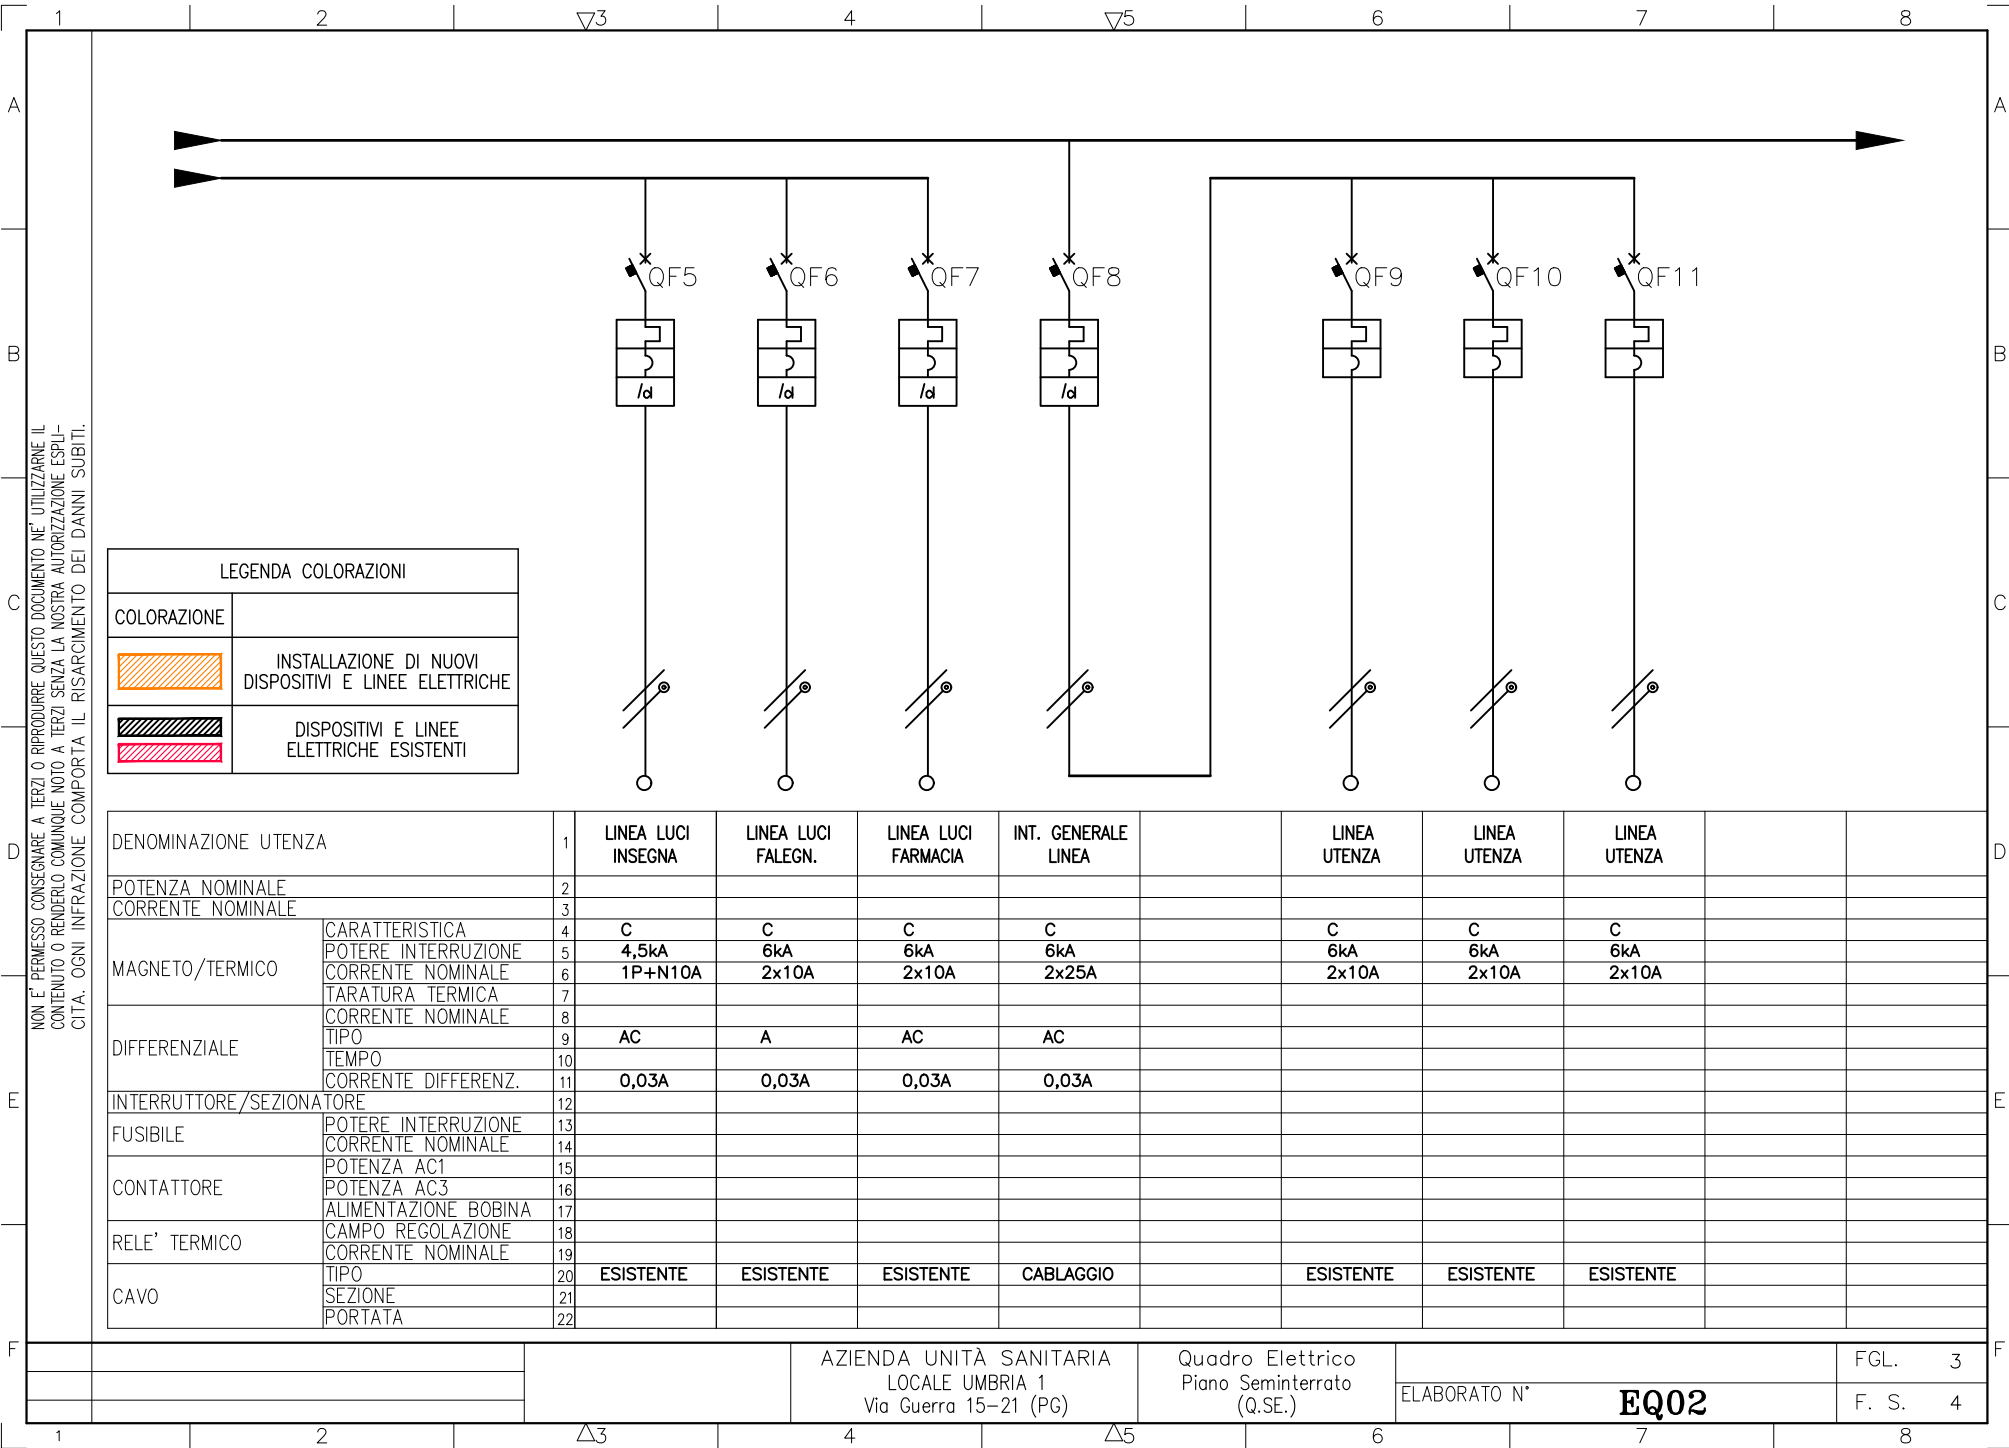 1 2 3 4 5 6 7 8
A A
QF5 QF6 QF7 QF8 QF9 QF10 QF11
B B
/d /d /d /d
NON E' PERMESSO CONSEGNARE A TERZI O RIPRODURRE QUESTO DOCUMENTO NE' UTILIZZARNE IL
CONTENUTO O RENDERLO COMUNQUE NOTO A TERZI SENZA LA NOSTRA AUTORIZZAZIONE ESPLI-
CITA. OGNI INFRAZIONE COMPORTA IL RISARCIMENTO DEI DANNI SUBITI.
LEGENDA COLORAZIONI
C C
COLORAZIONE
INSTALLAZIONE DI NUOVI
DISPOSITIVI E LINEE ELETTRICHE
DISPOSITIVI E LINEE
ELETTRICHE ESISTENTI
D D
DENOMINAZIONE UTENZA 1
LINEA LUCI
INSEGNA
LINEA LUCI
FALEGN.
LINEA LUCI
FARMACIA
INT. GENERALE
LINEA
LINEA
UTENZA
LINEA
UTENZA
LINEA
UTENZA
POTENZA NOMINALE 2
CORRENTE NOMINALE 3
MAGNETO/TERMICO
CARATTERISTICA 4 C C C C C C C
POTERE INTERRUZIONE 5 4,5kA 6kA 6kA 6kA 6kA 6kA 6kA
CORRENTE NOMINALE 6 1P+N10A 2x10A 2x10A 2x25A 2x10A 2x10A 2x10A
TARATURA TERMICA 7
DIFFERENZIALE
CORRENTE NOMINALE 8
TIPO 9 AC A AC AC
TEMPO 10
CORRENTE DIFFERENZ. 11 0,03A 0,03A 0,03A 0,03A
E E
INTERRUTTORE/SEZIONATORE 12
FUSIBILE
POTERE INTERRUZIONE 13
CORRENTE NOMINALE 14
CONTATTORE
POTENZA AC1 15
POTENZA AC3 16
ALIMENTAZIONE BOBINA 17
RELE' TERMICO
CAMPO REGOLAZIONE 18
CORRENTE NOMINALE 19
CAVO
TIPO 20 ESISTENTE ESISTENTE ESISTENTE CABLAGGIO ESISTENTE ESISTENTE ESISTENTE
SEZIONE 21
PORTATA 22
F F
AZIENDA UNITÀ SANITARIA
LOCALE UMBRIA 1
Via Guerra 15-21 (PG)
Quadro Elettrico
Piano Seminterrato
(Q.SE.)
ELABORATO N° EQ02
FGL. 3
F. S. 4
1 2 3 4 5 6 7 8